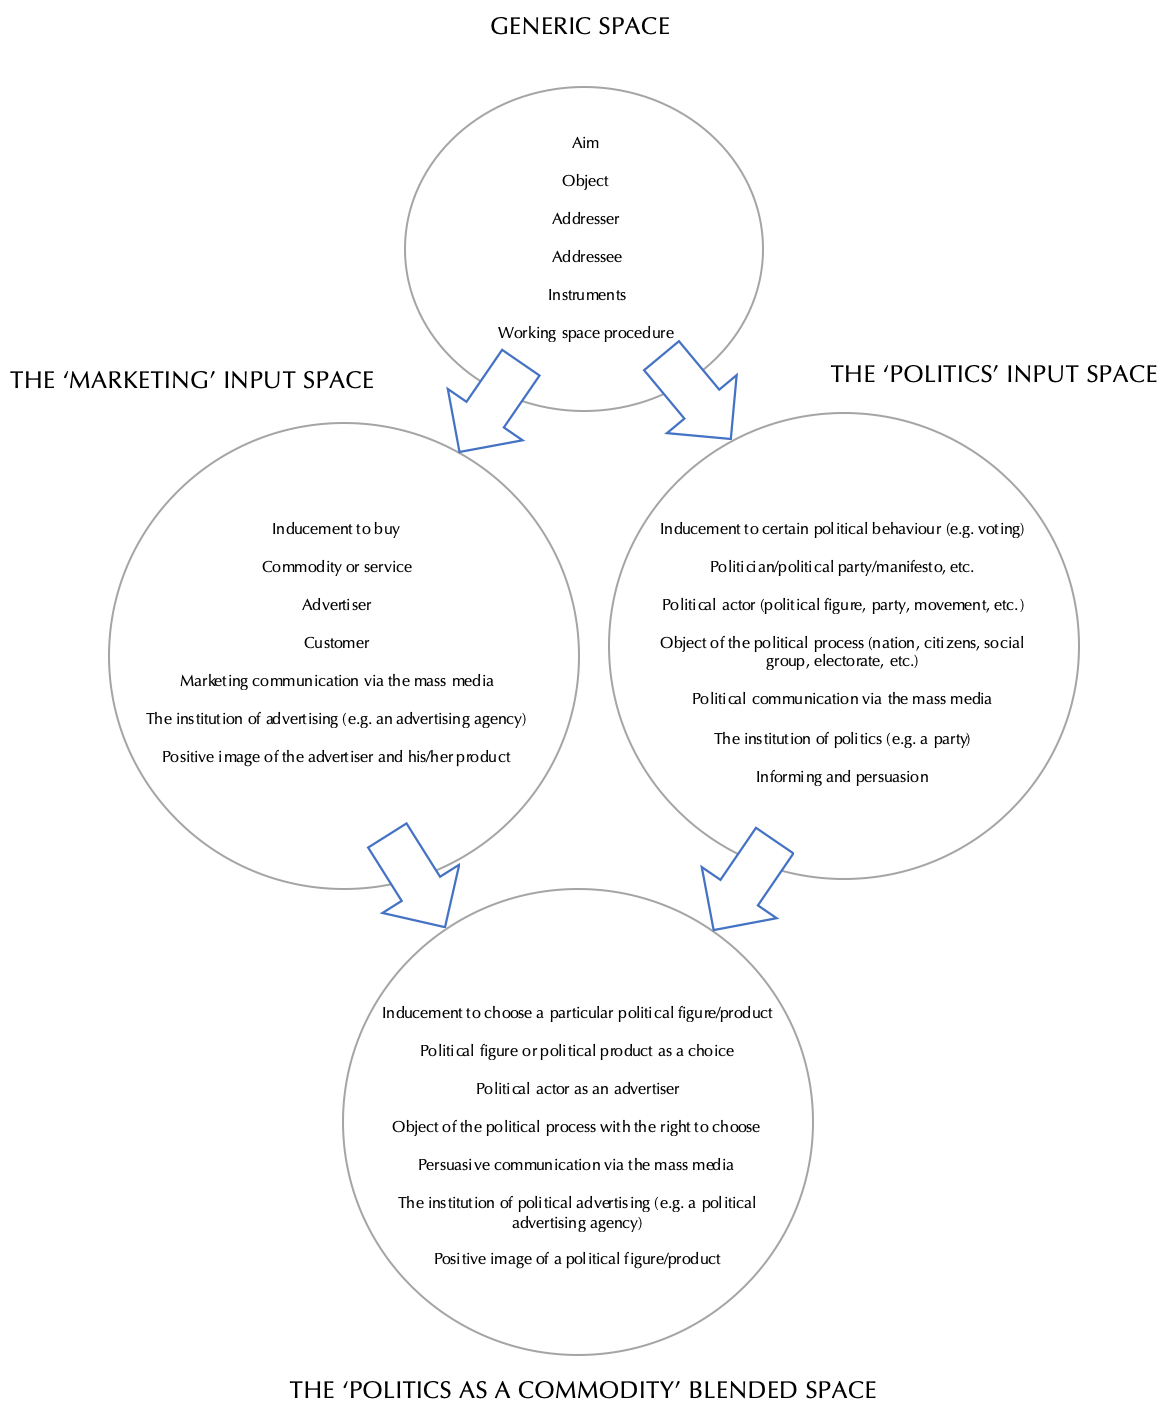 GENERIC SPACE
Aim
Object
Addresser
Addressee
Instruments
Working space procedure
THE ‘MARKETING’ INPUT SPACE
Inducement to buy
Commodity or service
Advertiser
Customer
Marketing communication via the mass media
The institution of advertising (e.g. an advertising agency)
Positive image of the advertiser and his/her product
THE ‘POLITICS’ INPUT SPACE
Inducement to certain political behaviour (e.g. voting)
Politician/political party/manifesto, etc.
Political actor (political figure, party, movement, etc.)
Object of the political process (nation, citizens, social
group, electorate, etc.)
Political communication via the mass media
The institution of politics (e.g. a party)
Informing and persuasion
Inducement to choose a particular political figure/product
Political figure or political product as a choice
Political actor as an advertiser
Object of the political process with the right to choose
Persuasive communication via the mass media
The institution of political advertising (e.g. a political
advertising agency)
Positive image of a political figure/product
THE ‘POLITICS AS A COMMODITY’ BLENDED SPACE